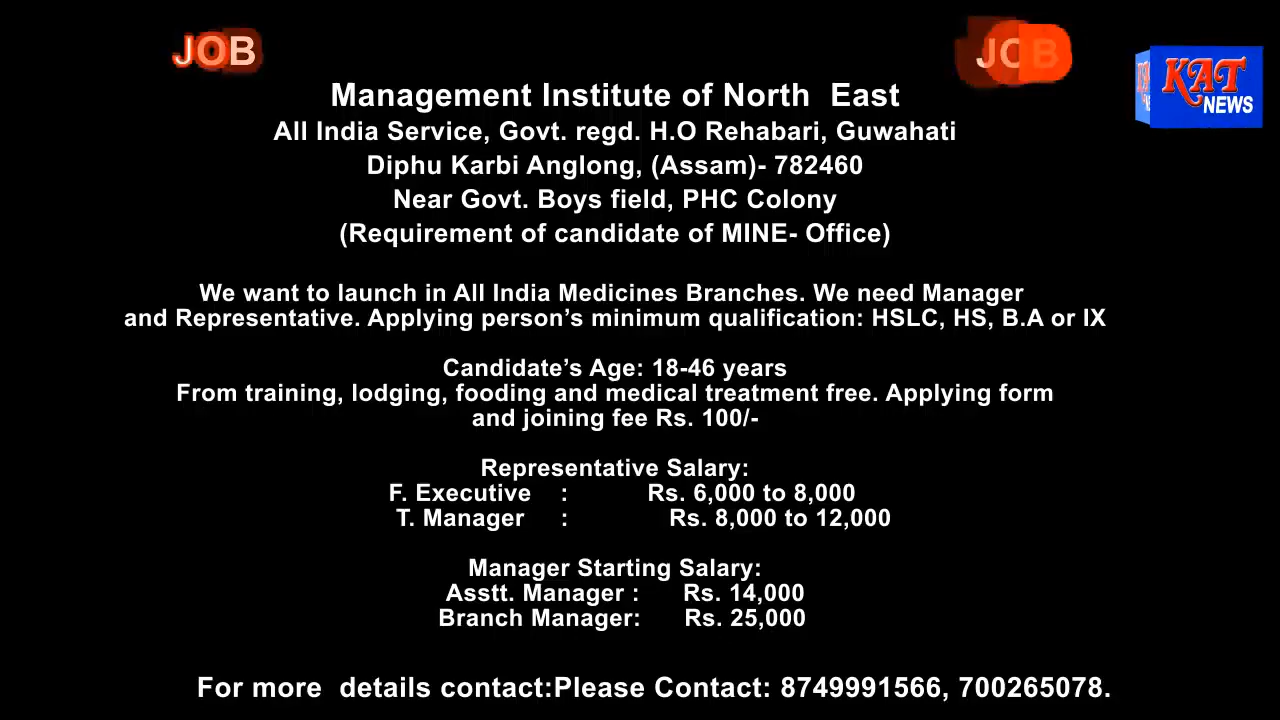 JOB
JOB
KAT
NEWS
Management Institute of North East
All India Service, Govt. regd. H.O Rehabari, Guwahati
Diphu Karbi Anglong, (Assam)- 782460
Near Govt. Boys field, PHC Colony
(Requirement of candidate of MINE- Office)
We want to launch in All India Medicines Branches. We need Manager
and Representative. Applying person's minimum qualification: HSLC, HS, B.A or IX
Candidate's Age: 18-46 years
From training, lodging, fooding and medical treatment free. Applying form
and joining fee Rs. 100/-
Representative Salary:
F. Executive : Rs. 6,000 to 8,000
T. Manager : Rs. 8,000 to 12,000
Manager Starting Salary:
Asstt. Manager : Rs. 14,000
Branch Manager: Rs. 25,000
For more details contact:Please Contact: 8749991566, 700265078.